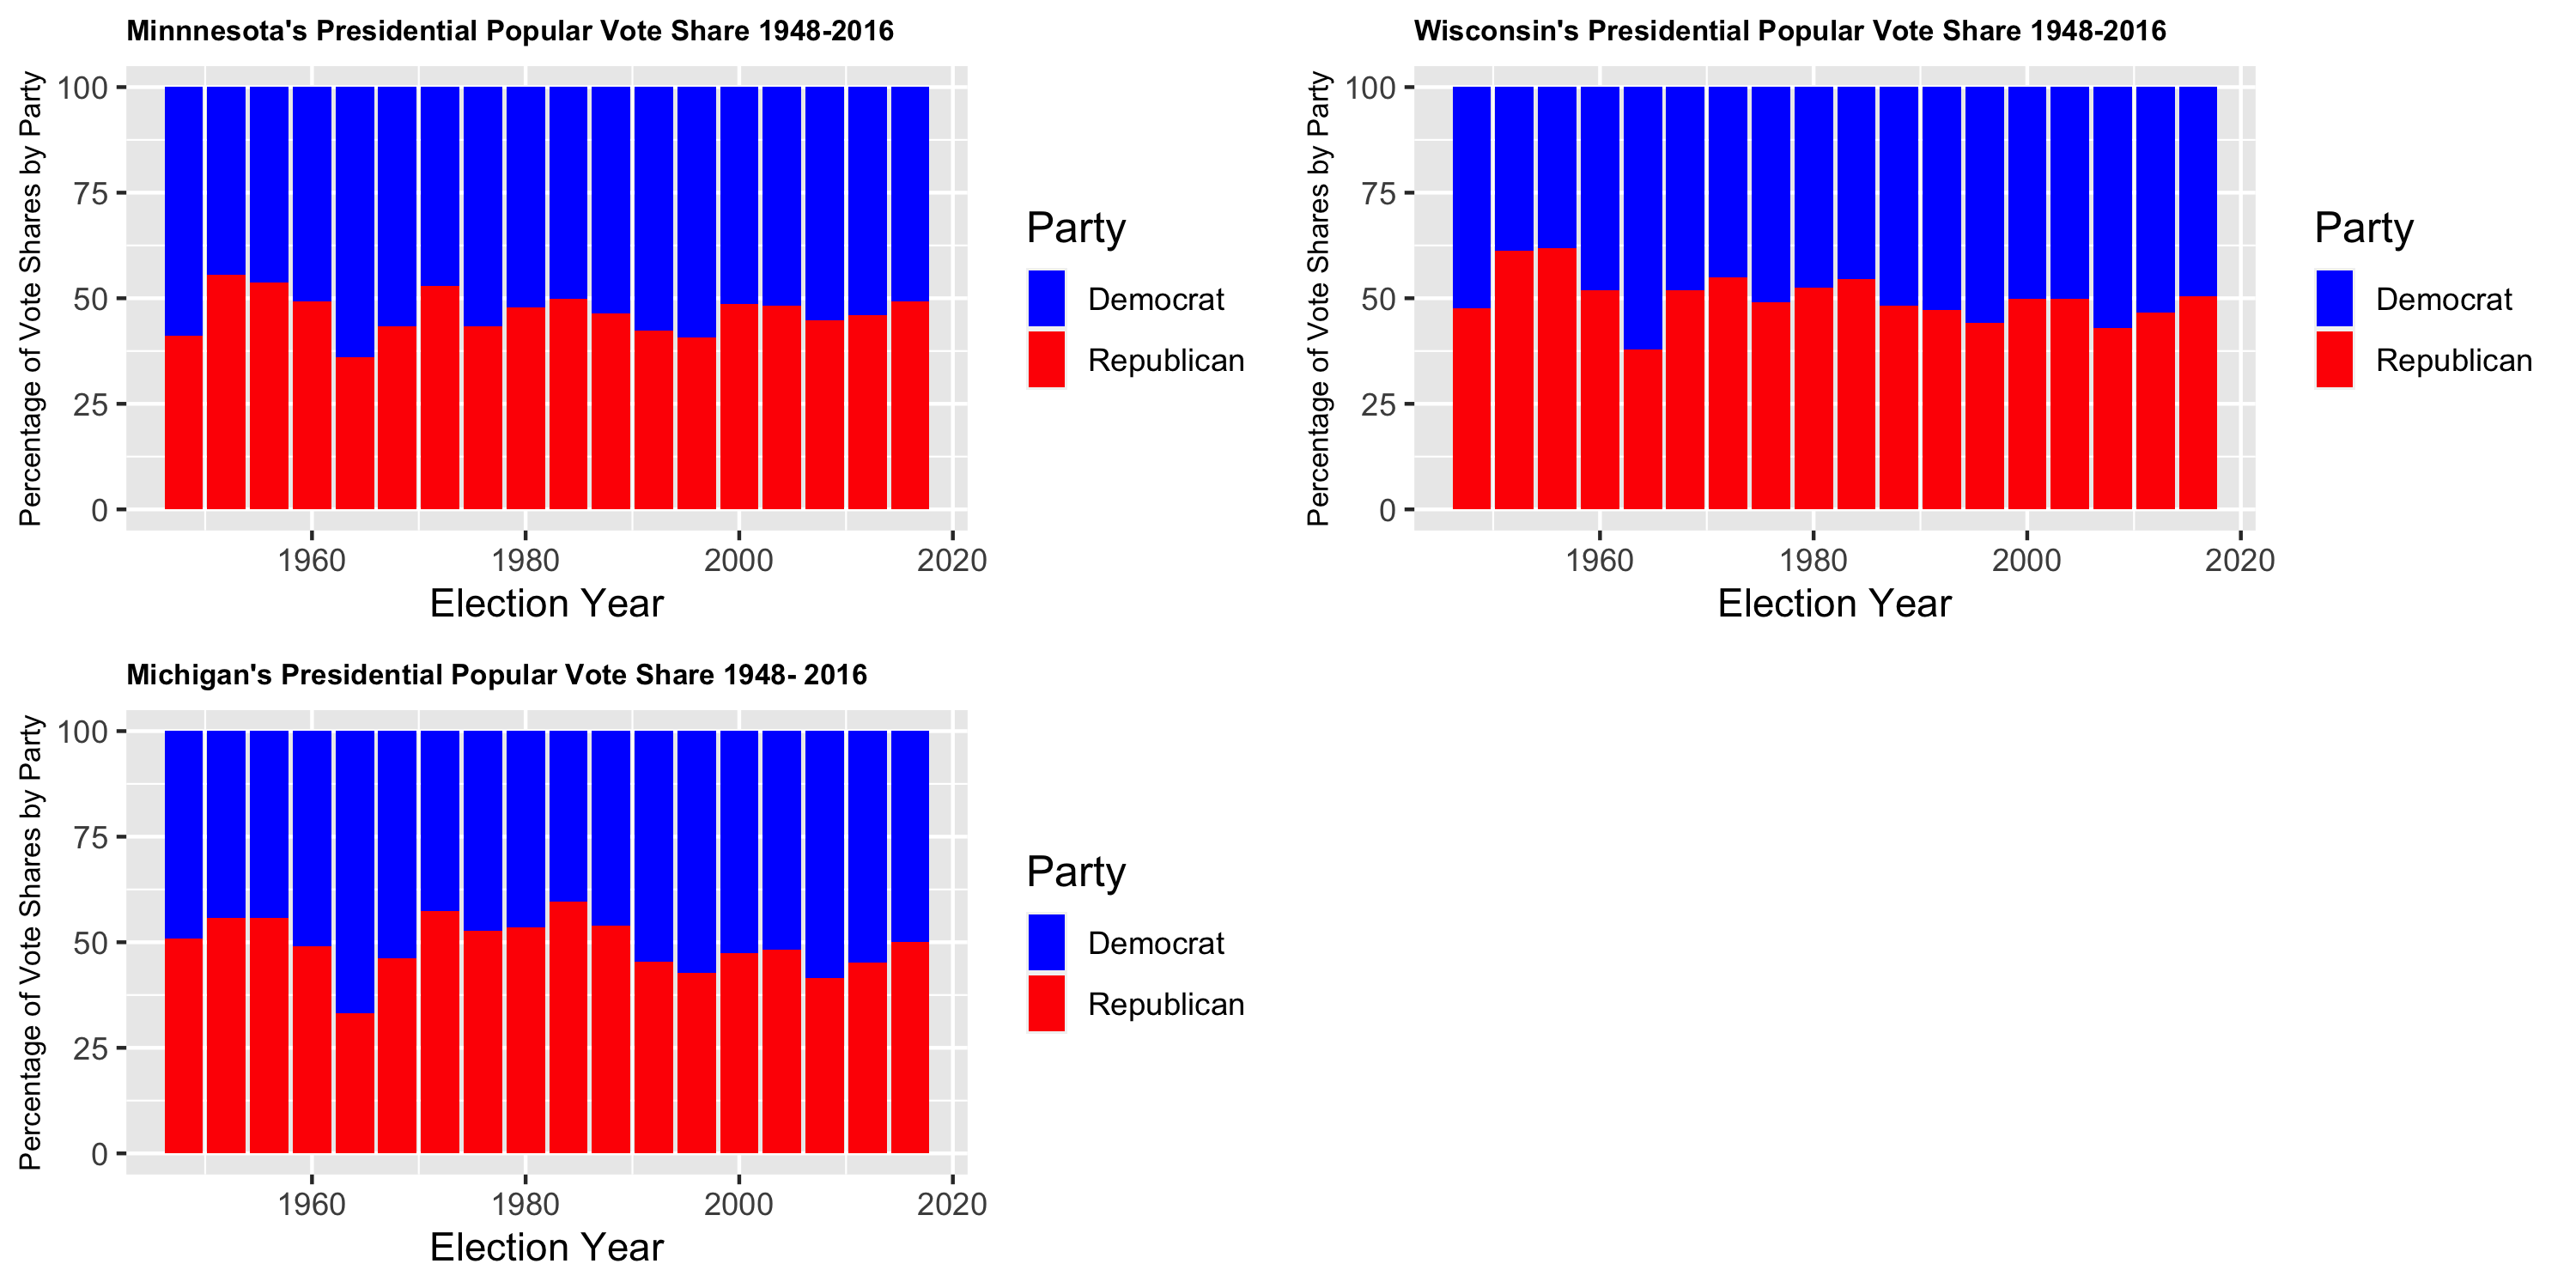 Minnnesota's Presidential Popular Vote Share 1948-2016
Percentage of Vote Shares by Party
100
75
50
25
0
1960 1980 2000 2020
Election Year
Party
Democrat
Republican
Wisconsin's Presidential Popular Vote Share 1948-2016
Percentage of Vote Shares by Party
100
75
50
25
0
1960 1980 2000 2020
Election Year
Party
Democrat
Republican
Michigan's Presidential Popular Vote Share 1948- 2016
Percentage of Vote Shares by Party
100
75
50
25
0
1960 1980 2000 2020
Election Year
Party
Democrat
Republican